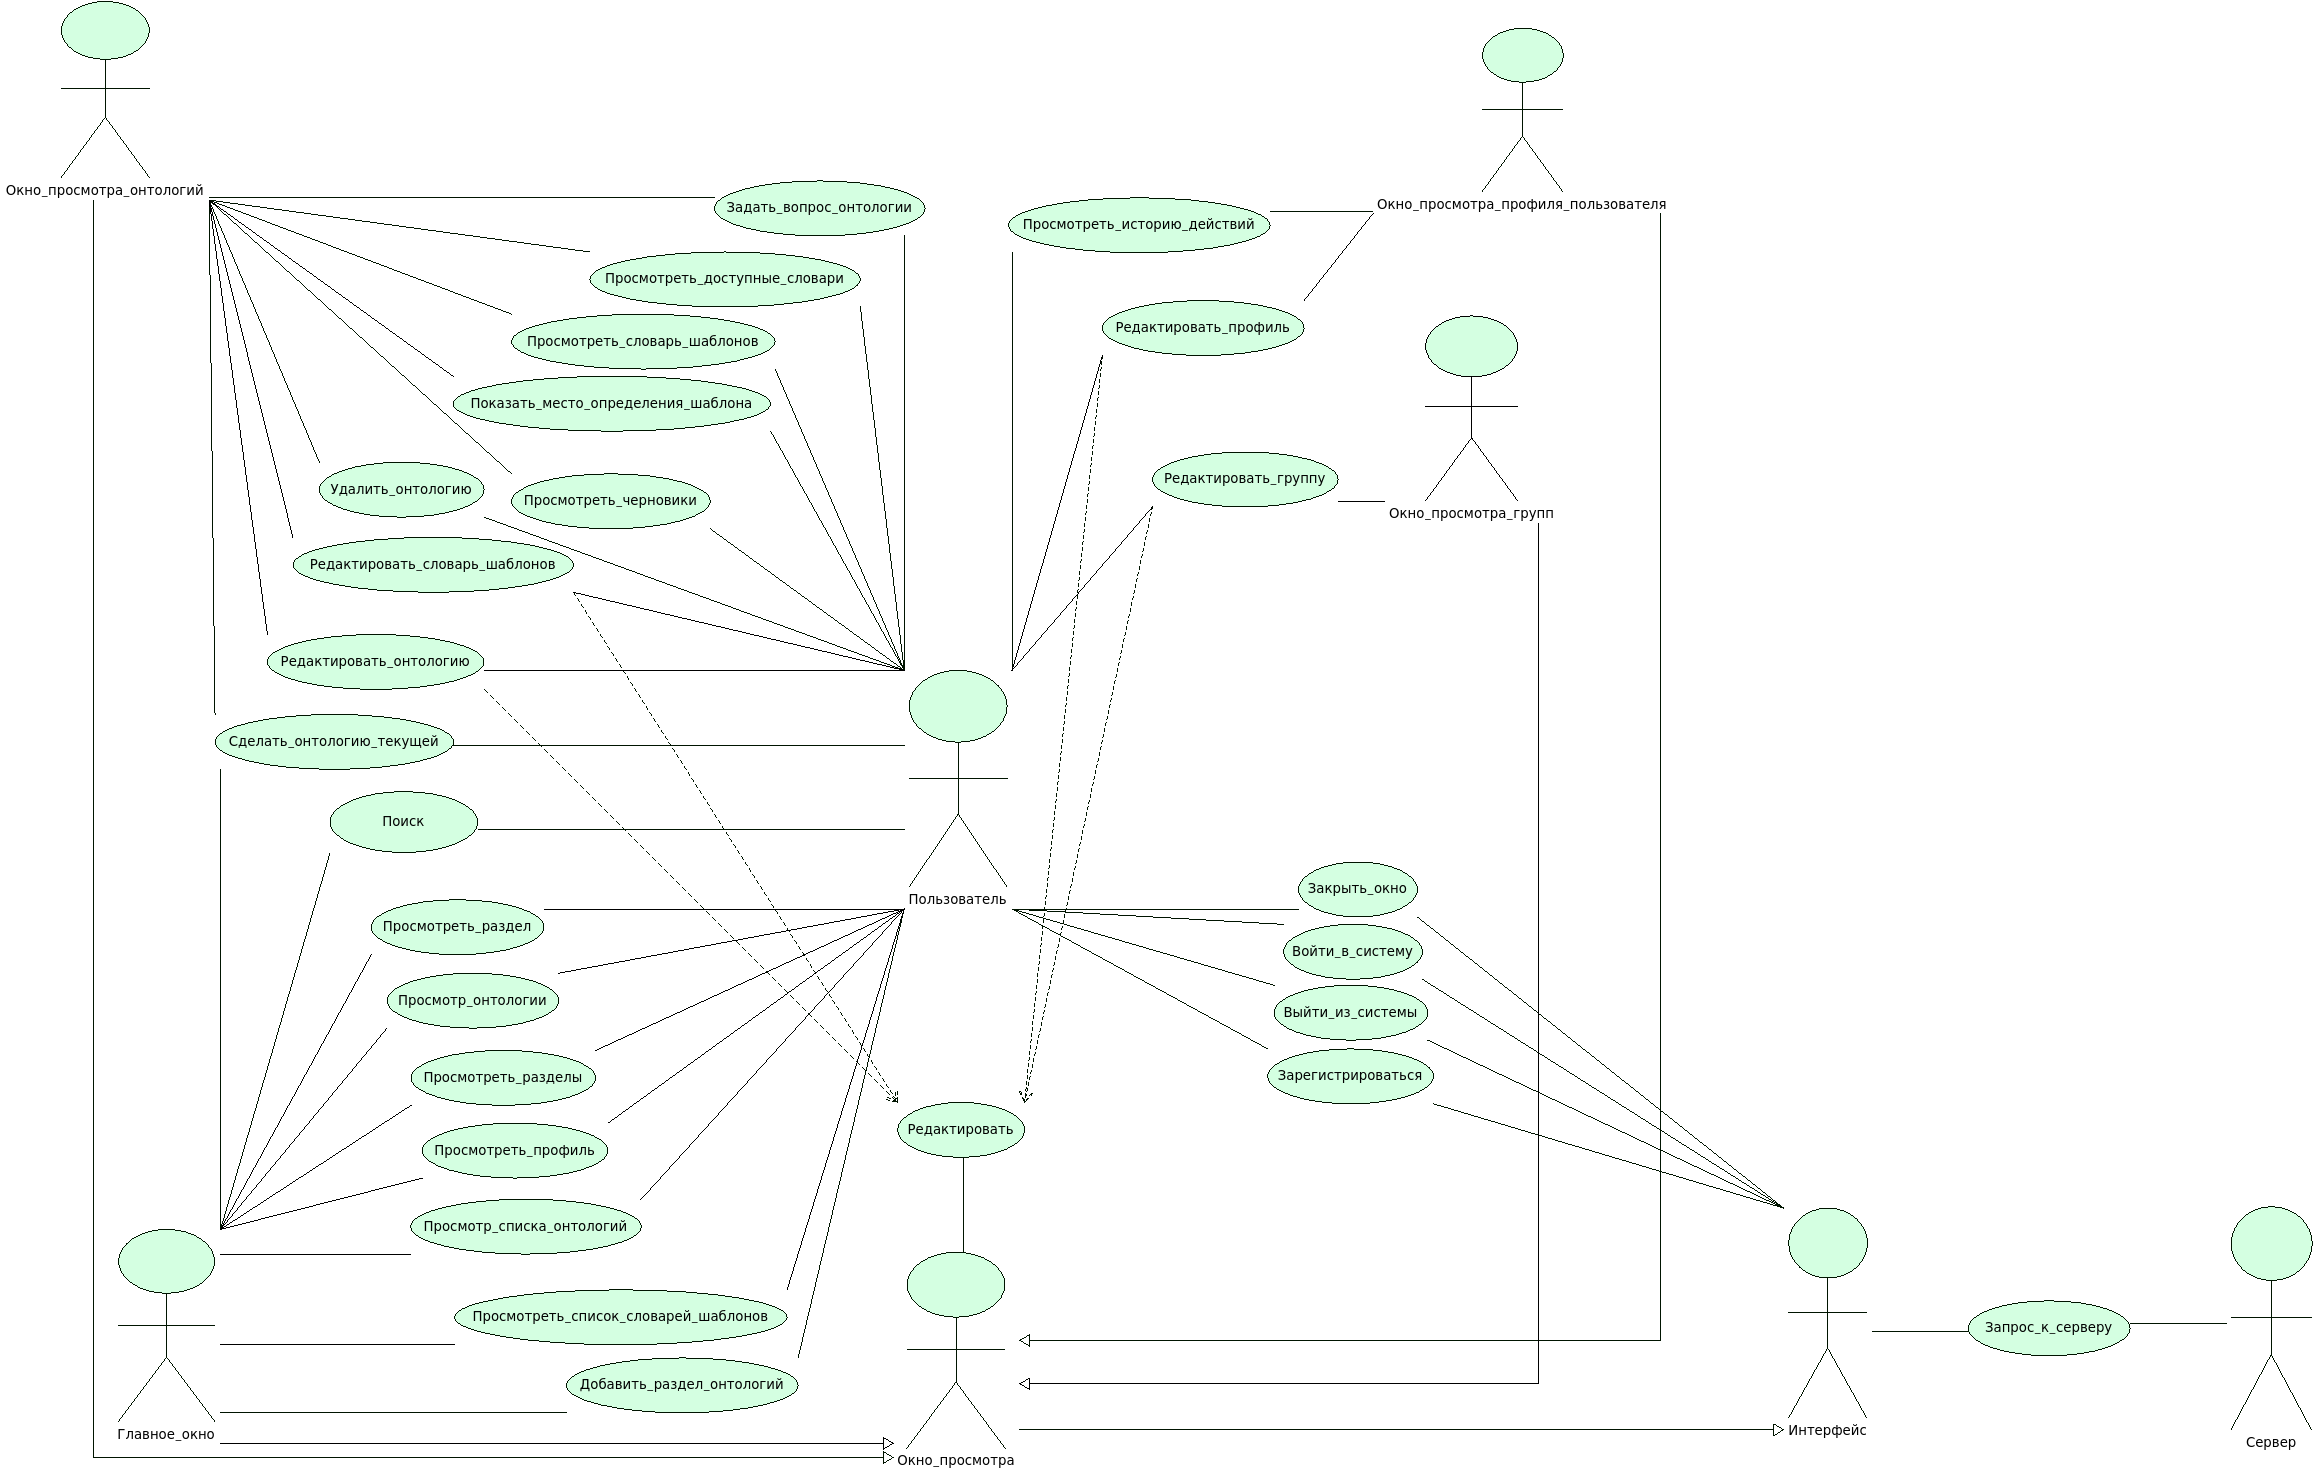 Окно_просмотра_онтологий
Окно_просмотра_профиля_пользователя
Задать_вопрос_онтологии
Просмотреть_историю_действий
Просмотреть_доступные_словари
Редактировать_профиль
Просмотреть_словарь_шаблонов
Показать_место_определения_шаблона
Редактировать_группу
Удалить_онтологию
Просмотреть_черновики
Окно_просмотра_групп
Редактировать_словарь_шаблонов
Редактировать_онтологию
Сделать_онтологию_текущей
Поиск
Закрыть_окно
Пользователь
Просмотреть_раздел
Войти_в_систему
Просмотр_онтологии
Выйти_из_системы
Просмотреть_разделы
Зарегистрироваться
Редактировать
Просмотреть_профиль
Просмотр_списка_онтологий
Просмотреть_список_словарей_шаблонов
Запрос_к_серверу
Добавить_раздел_онтологий
Главное_окно
Интерфейс
Сервер
Окно_просмотра